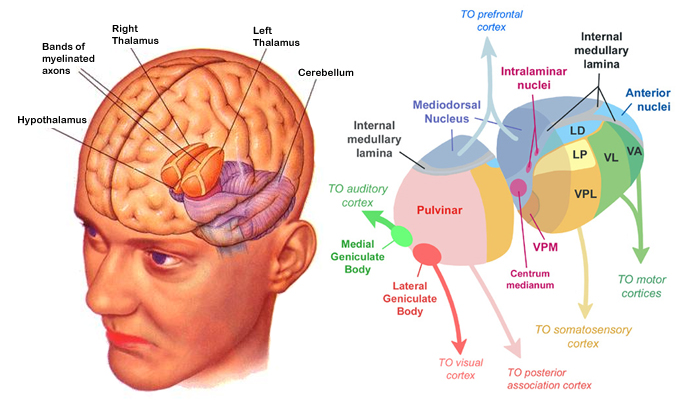 Right
Thalamus
Left
Thalamus
Bands of
myelinated
axons
Cerebellum
Hypothalamus
TO prefrontal
cortex
Internal
medullary
lamina
Intralaminar
nuclei
Anterior
nuclei
Mediodorsal
Nucleus
Internal
medullary
lamina
LD
LP
VL
VA
VPL
TO auditory
cortex
Pulvinar
Medial
Geniculate
Body
VPM
Centrum
medianum
Lateral
Geniculate
Body
TO motor
cortices
TO somatosensory
cortex
TO visual
cortex
TO posterior
association cortex